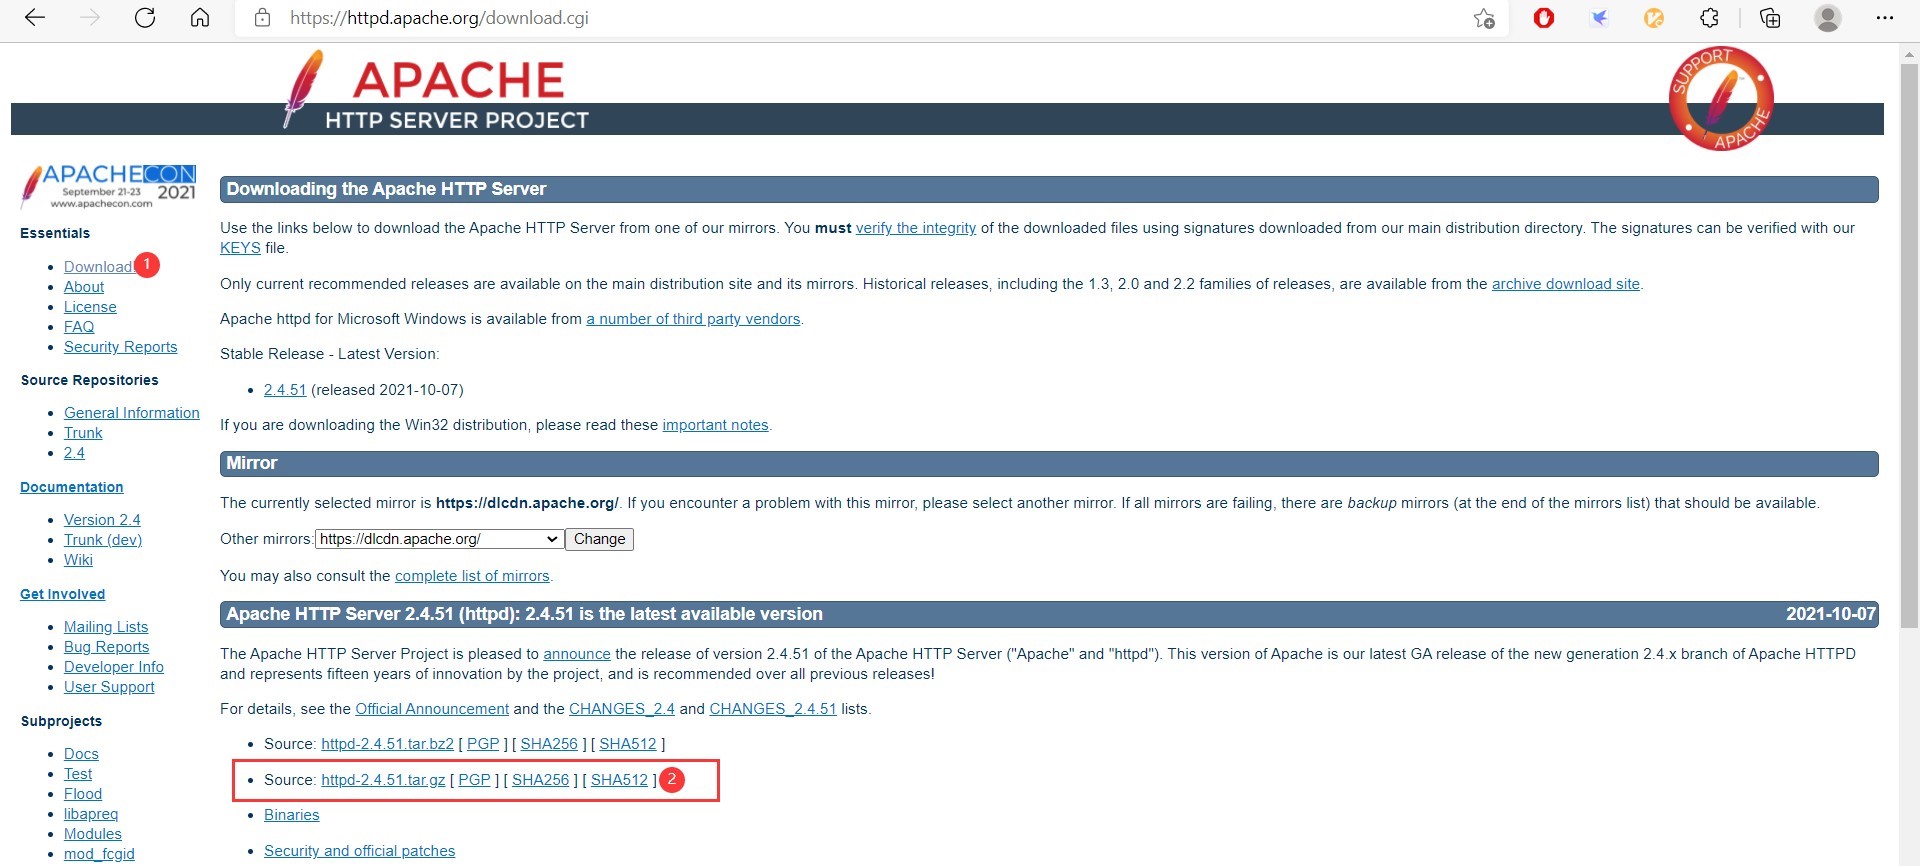 https://httpd.apache.org/download.cgi
APACHE
HTTP SERVER PROJECT
SUPPORT
APACHE
APACHECON
September 21-23 2021
www.apachecon.com
Essentials
Download! 1
About
License
FAQ
Security Reports
Source Repositories
General Information
Trunk
2.4
Documentation
Version 2.4
Trunk (dev)
Wiki
Get Involved
Mailing Lists
Bug Reports
Developer Info
User Support
Subprojects
Docs
Test
Flood
libapreq
Modules
mod_fcgid
Downloading the Apache HTTP Server
Use the links below to download the Apache HTTP Server from one of our mirrors. You must verify the integrity of the downloaded files using signatures downloaded from our main distribution directory. The signatures can be verified with our
KEYS file.
Only current recommended releases are available on the main distribution site and its mirrors. Historical releases, including the 1.3, 2.0 and 2.2 families of releases, are available from the archive download site.
Apache httpd for Microsoft Windows is available from a number of third party vendors.
Stable Release - Latest Version:
2.4.51 (released 2021-10-07)
If you are downloading the Win32 distribution, please read these important notes.
Mirror
The currently selected mirror is https://dlcdn.apache.org/. If you encounter a problem with this mirror, please select another mirror. If all mirrors are failing, there are backup mirrors (at the end of the mirrors list) that should be available.
Other mirrors: https://dlcdn.apache.org/ Change
You may also consult the complete list of mirrors.
Apache HTTP Server 2.4.51 (httpd): 2.4.51 is the latest available version 2021-10-07
The Apache HTTP Server Project is pleased to announce the release of version 2.4.51 of the Apache HTTP Server ("Apache" and "httpd"). This version of Apache is our latest GA release of the new generation 2.4.x branch of Apache HTTPD
and represents fifteen years of innovation by the project, and is recommended over all previous releases!
For details, see the Official Announcement and the CHANGES_2.4 and CHANGES_2.4.51 lists.
Source: httpd-2.4.51.tar.bz2 [ PGP ] [ SHA256 ] [ SHA512 ]
Source: httpd-2.4.51.tar.gz [ PGP ] [ SHA256 ] [ SHA512 ] 2
Binaries
Security and official patches